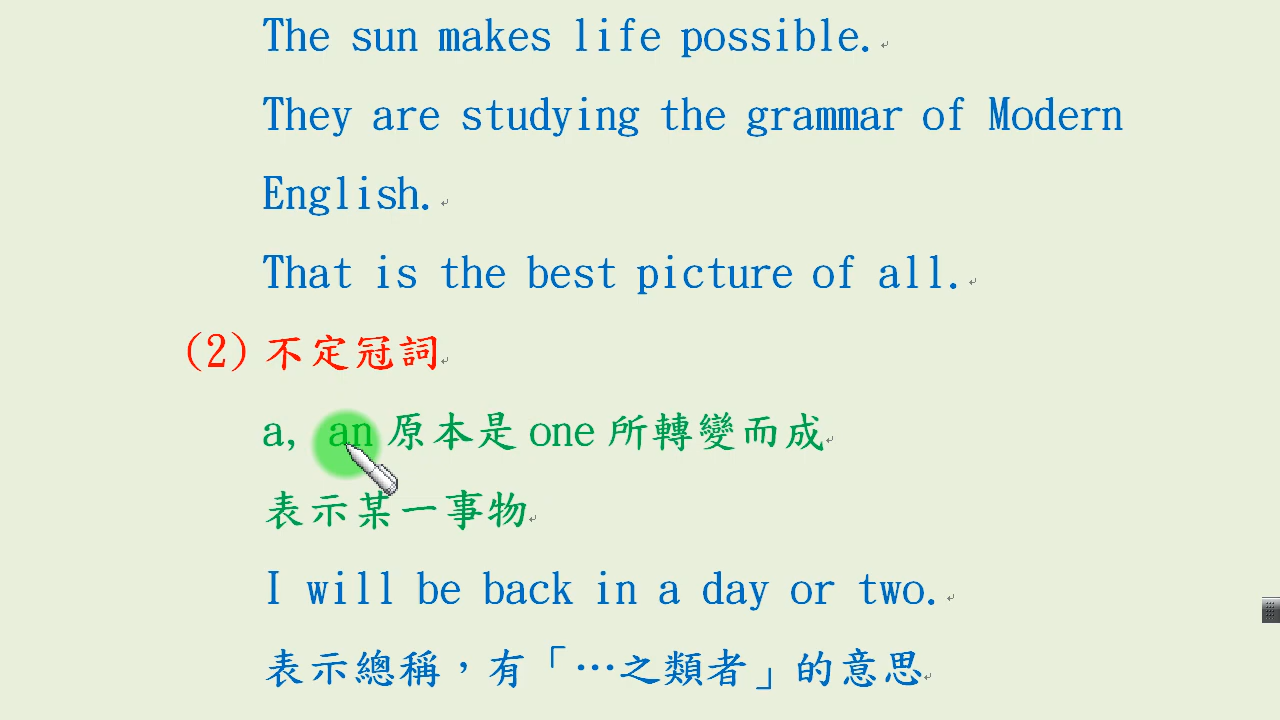 The sun makes life possible.
They are studying the grammar of Modern
English.
That is the best picture of all.
(2) 不定冠詞
a, an 原本是 one 所轉變而成
表示某一事物
I will be back in a day or two.
表示總稱，有「…之類者」的意思